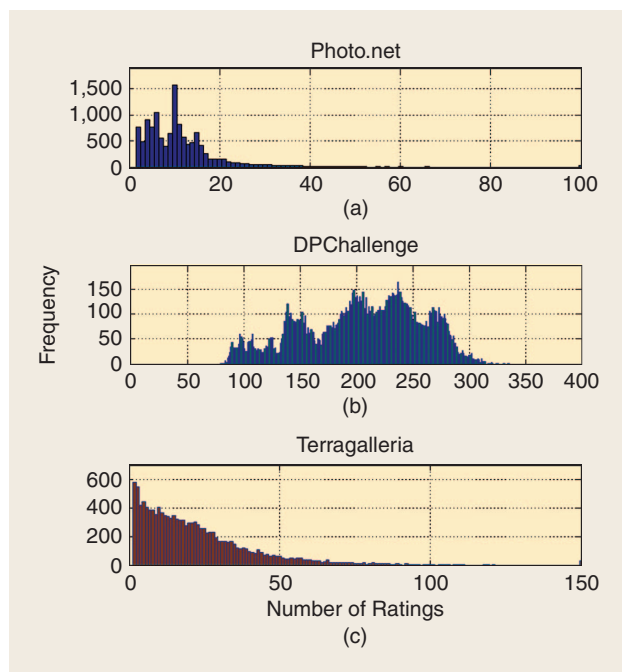 Photo.net
1,500
1,000
500
0
0 20 40 60 80 100
(a)
DPChallenge
Frequency
150
100
50
0
0 50 100 150 200 250 300 350 400
(b)
Terragalleria
600
400
200
0
0 50 100 150
Number of Ratings
(c)